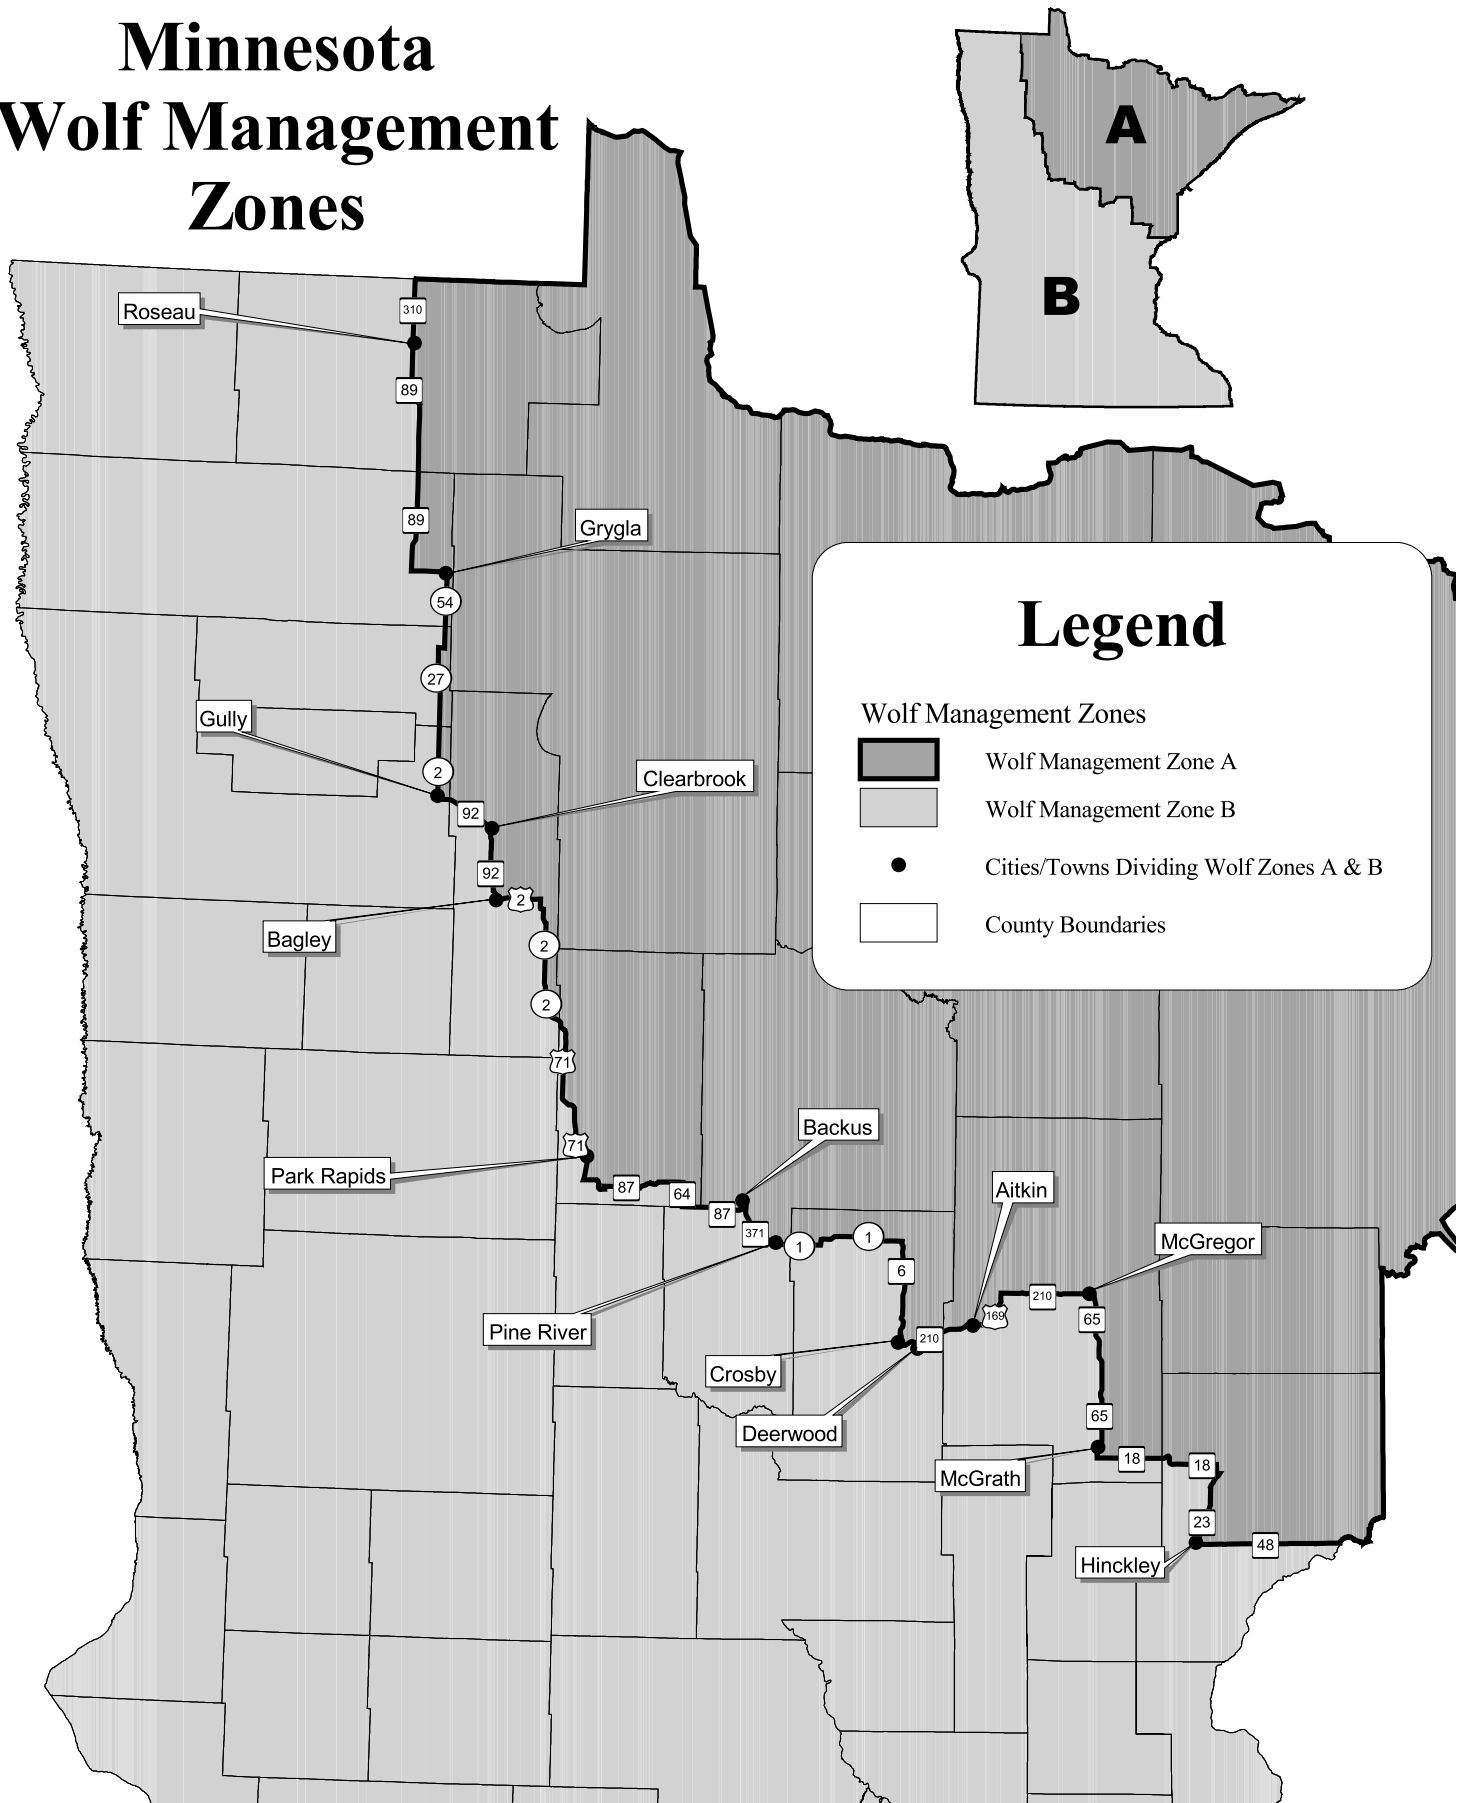 Minnesota
Wolf Management
Zones
A
B
Roseau
310
89
89
Grygla
54
27
Gully
2
Clearbrook
92
92
2
Bagley
2
2
71
71
Park Rapids
87
64
Backus
87
371
Pine River
1
1
6
Aitkin
McGregor
169
210
65
210
Crosby
Deerwood
65
McGrath
18
18
23
Hinckley
48
Legend
Wolf Management Zones
Wolf Management Zone A
Wolf Management Zone B
Cities/Towns Dividing Wolf Zones A & B
County Boundaries